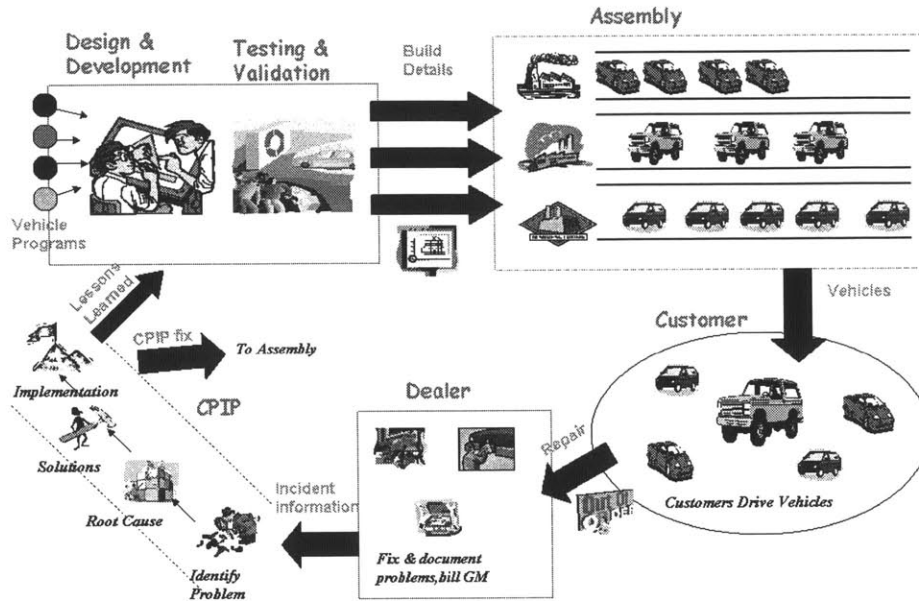 Assembly
Design &
Development
Testing &
Validation
Build
Details
Vehicle
Programs
Lessons
Learned
Vehicles
CPIP fix
To Assembly
Customer
Implementation
CPIP
Dealer
Repair
Solutions
Incident
information
Customers Drive Vehicles
Root Cause
Fix & document
problems,bill GM
Identify
Problem